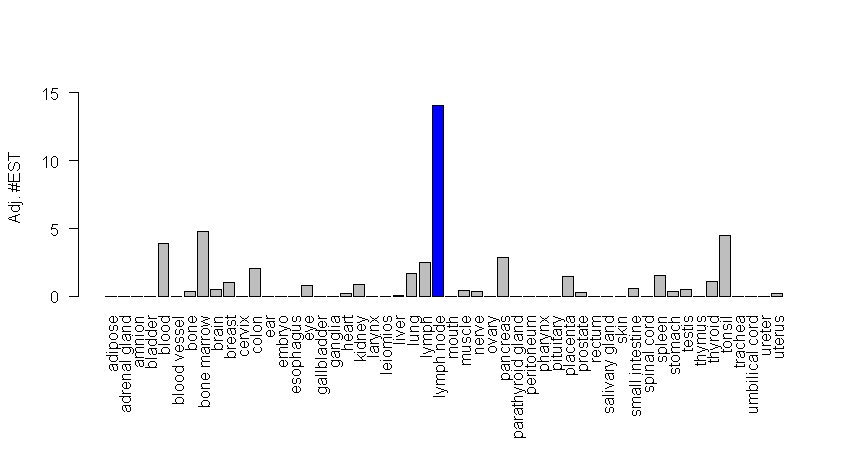 Adj. #EST
15
10
5
0
adipose
adrenal gland
amnion
bladder
blood
blood vessel
bone
bone marrow
brain
breast
cervix
colon
ear
embryo
esophagus
eye
gallbladder
ganglia
heart
kidney
larynx
leiomios
liver
lung
lymph
lymph node
mouth
muscle
nerve
ovary
pancreas
parathyroid gland
peritoneum
pharynx
pituitary
placenta
prostate
rectum
salivary gland
skin
small intestine
spinal cord
spleen
stomach
testis
thymus
thyroid
tonsil
trachea
umbilical cord
ureter
uterus